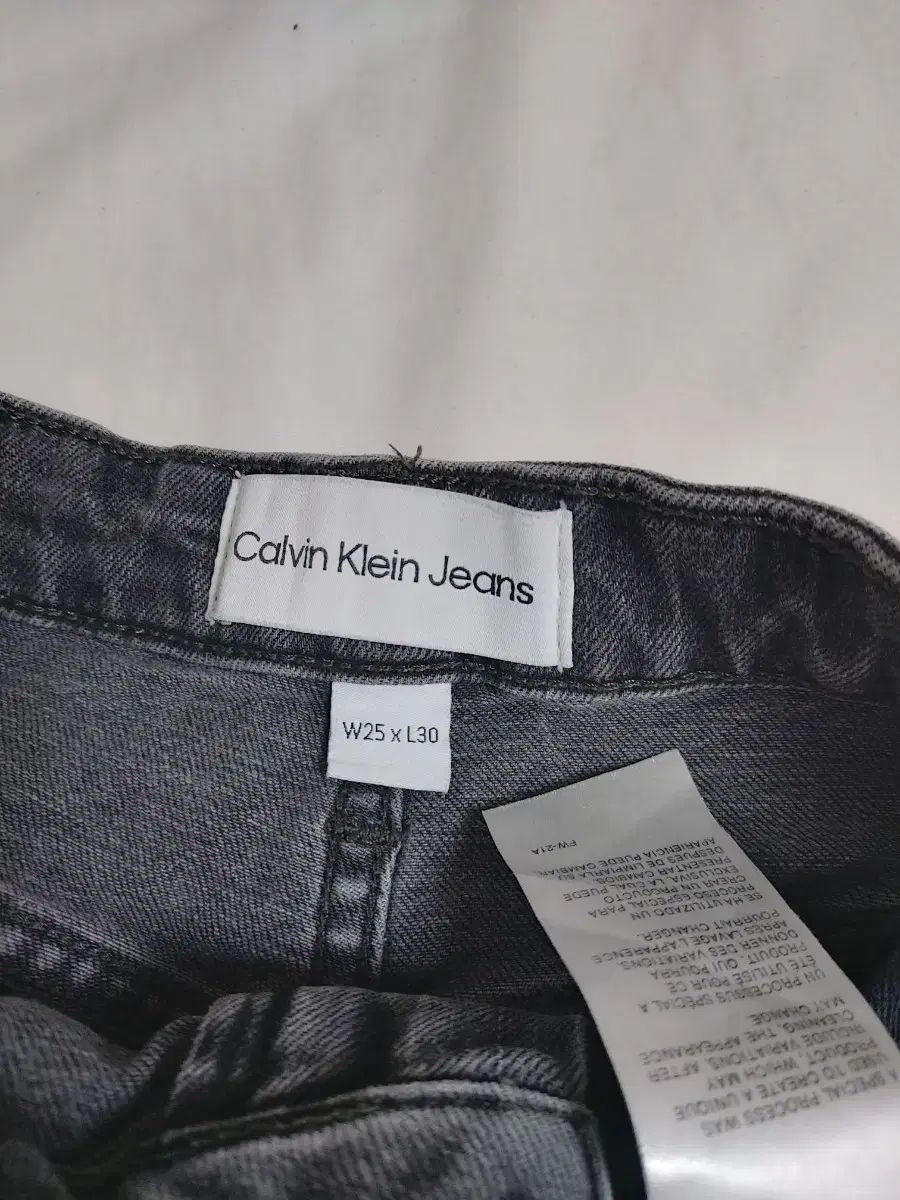 Calvin Klein Jeans
W25 x L30
A SPECIAL PROCESS WAS
USED TO CREATE A UNIQUE
PRODUCT WHICH MAY
INCLUDE VARIATIONS. AFTER
CLEANING THE APPEARANCE
MAY CHANGE.
UN PROCESSUS SPÉCIAL A
ÉTÉ UTILISÉ POUR CE
PRODUIT QUI POURRA
DONNER DES VARIATIONS
APRÈS LAVAGE L'APPARENCE
POURRAIT CHANGER.
SE HA UTILIZADO UN
PROCESO ESPECIAL PARA
CREAR UN PRODUCTO
EXCLUSIVA, LA CUAL PUEDE
PRESENTAR CAMBIOS.
DESPUES DE LIMPIARLA SU
APARIENCIA PUEDE CAMBIAR.
PW-21A